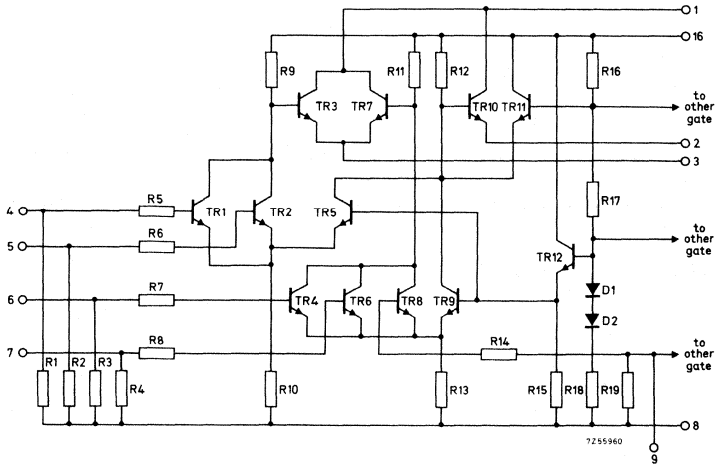 1
16
R9
R11
R12
R16
TR3
TR7
TR10
TR11
to
other
gate
2
3
R17
R5
4
TR1
TR2
TR5
R6
5
to
other
gate
TR12
R7
6
TR4
TR6
TR8
TR9
D1
D2
R8
7
R14
to
other
gate
R1
R2
R3
R4
R10
R13
R15
R18
R19
8
7Z55960
9